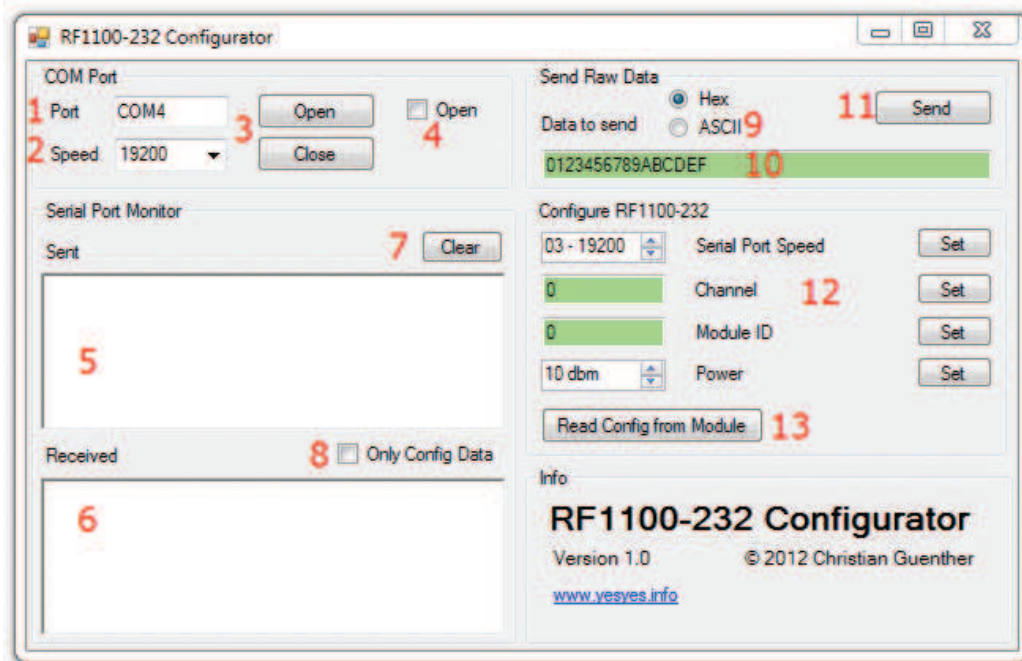 RF1100-232 Configurator
COM Port
1 Port COM4 3 Open Open 4
2 Speed 19200 Close
Send Raw Data
Hex 11 Send
Data to send ASCII 9
0123456789ABCDEF 10
Serial Port Monitor
Sent 7 Clear
5
Received 8 Only Config Data
6
Configure RF1100-232
03 - 19200 Serial Port Speed Set
0 Channel 12 Set
0 Module ID Set
10 dbm Power Set
Read Config from Module 13
Info
RF1100-232 Configurator
Version 1.0 © 2012 Christian Guenther
www.yesyes.info